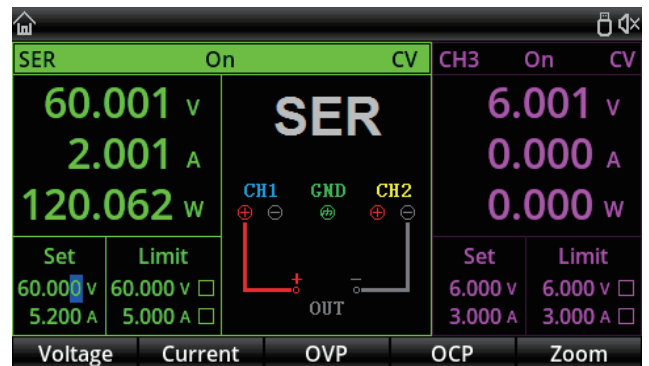 SER On CV
60.001 V
2.001 A
120.062 W
Set Limit
60.000 V 60.000 V
5.200 A 5.000 A
SER
CH1 GND CH2
+ −
OUT
CH3 On CV
6.001 V
0.000 A
0.000 W
Set Limit
6.000 V 6.000 V
3.000 A 3.000 A
Voltage Current OVP OCP Zoom